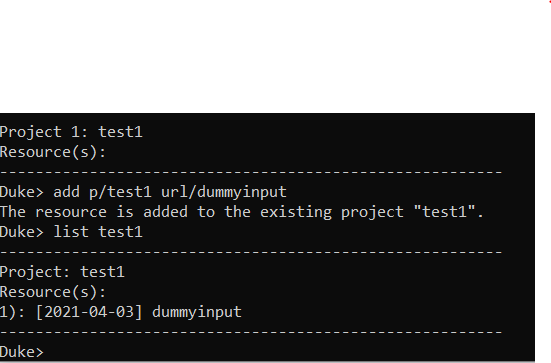 Project 1: test1
Resource(s):
--------------------------------------------------------
Duke> add p/test1 url/dummyinput
The resource is added to the existing project "test1".
Duke> list test1
--------------------------------------------------------
Project: test1
Resource(s):
1): [2021-04-03] dummyinput
--------------------------------------------------------
Duke>